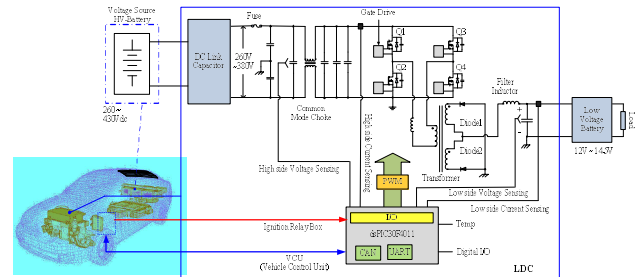 Voltage Source
HV-Battery
260~
430Vdc
DC Link
Capacitor
Fuse
260V
~380V
Common
Mode Choke
Gate Drive
Q1
Q3
Q2
Q4
High side Current Sensing
Transformer
Diode1
Diode2
Filter
Inductor
+
-
Low
Voltage
Battery
12V ~ 14.5V
Load
High side Voltage Sensing
PWM
Low side Voltage Sensing
Low side Current Sensing
I/O
dsPIC30F4011
CAN
UART
Temp
Digital I/O
Ignition Relay Box
VCU
(Vehicle Control Unit)
LDC